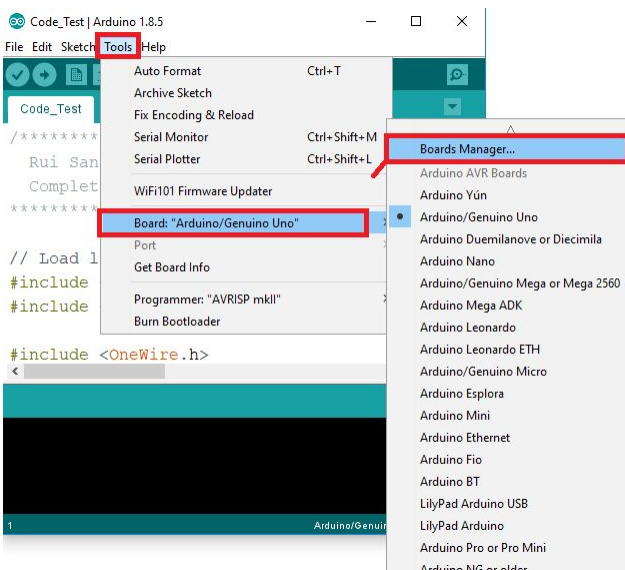 Code_Test | Arduino 1.8.5
File Edit Sketch Tools Help
Code_Test
/********
Rui San
Complet
*********
// Load l
#include
#include
#include <OneWire.h>
1
Arduino/Genuin
Auto Format Ctrl+T
Archive Sketch
Fix Encoding & Reload
Serial Monitor Ctrl+Shift+M
Serial Plotter Ctrl+Shift+L
WiFi101 Firmware Updater
Board: "Arduino/Genuino Uno"
Port
Get Board Info
Programmer: "AVRISP mkII"
Burn Bootloader
Boards Manager...
Arduino AVR Boards
Arduino Yún
Arduino/Genuino Uno
Arduino Duemilanove or Diecimila
Arduino Nano
Arduino/Genuino Mega or Mega 2560
Arduino Mega ADK
Arduino Leonardo
Arduino Leonardo ETH
Arduino/Genuino Micro
Arduino Esplora
Arduino Mini
Arduino Ethernet
Arduino Fio
Arduino BT
LilyPad Arduino USB
LilyPad Arduino
Arduino Pro or Pro Mini
Arduino NG or older